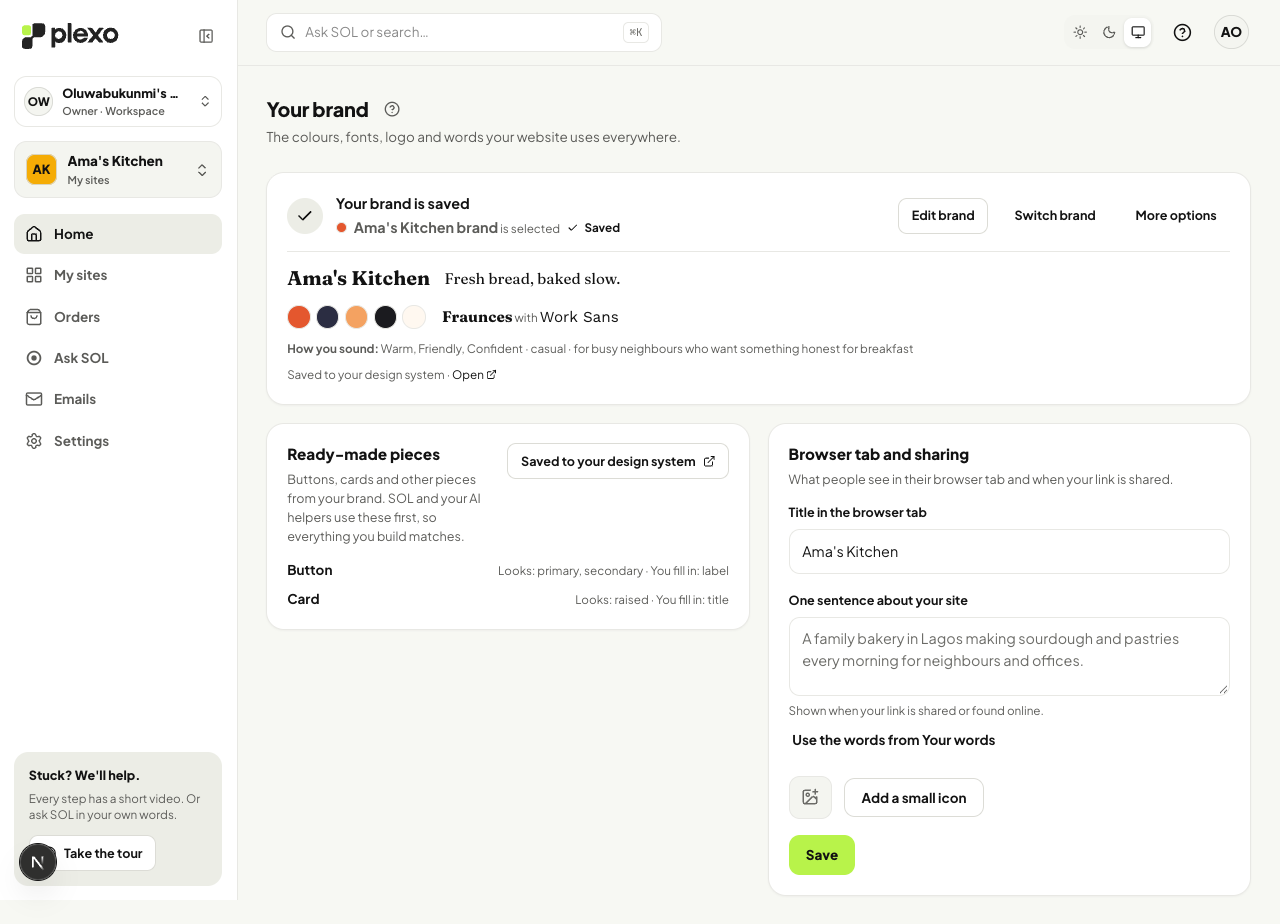 plexo
Ask SOL or search...
⌘K
AO
OW
Oluwabukunmi's ...
Owner · Workspace
AK
Ama's Kitchen
My sites
Home
My sites
Orders
Ask SOL
Emails
Settings
Stuck? We'll help.
Every step has a short video. Or
ask SOL in your own words.
Take the tour
N
Your brand
The colours, fonts, logo and words your website uses everywhere.
Your brand is saved
Ama's Kitchen brand is selected Saved
Edit brand
Switch brand
More options
Ama's Kitchen Fresh bread, baked slow.
Fraunces with Work Sans
How you sound: Warm, Friendly, Confident · casual · for busy neighbours who want something honest for breakfast
Saved to your design system · Open
Ready-made pieces
Buttons, cards and other pieces
from your brand. SOL and your AI
helpers use these first, so
everything you build matches.
Saved to your design system
Button Looks: primary, secondary · You fill in: label
Card Looks: raised · You fill in: title
Browser tab and sharing
What people see in their browser tab and when your link is shared.
Title in the browser tab
Ama's Kitchen
One sentence about your site
A family bakery in Lagos making sourdough and pastries
every morning for neighbours and offices.
Shown when your link is shared or found online.
Use the words from Your words
Add a small icon
Save